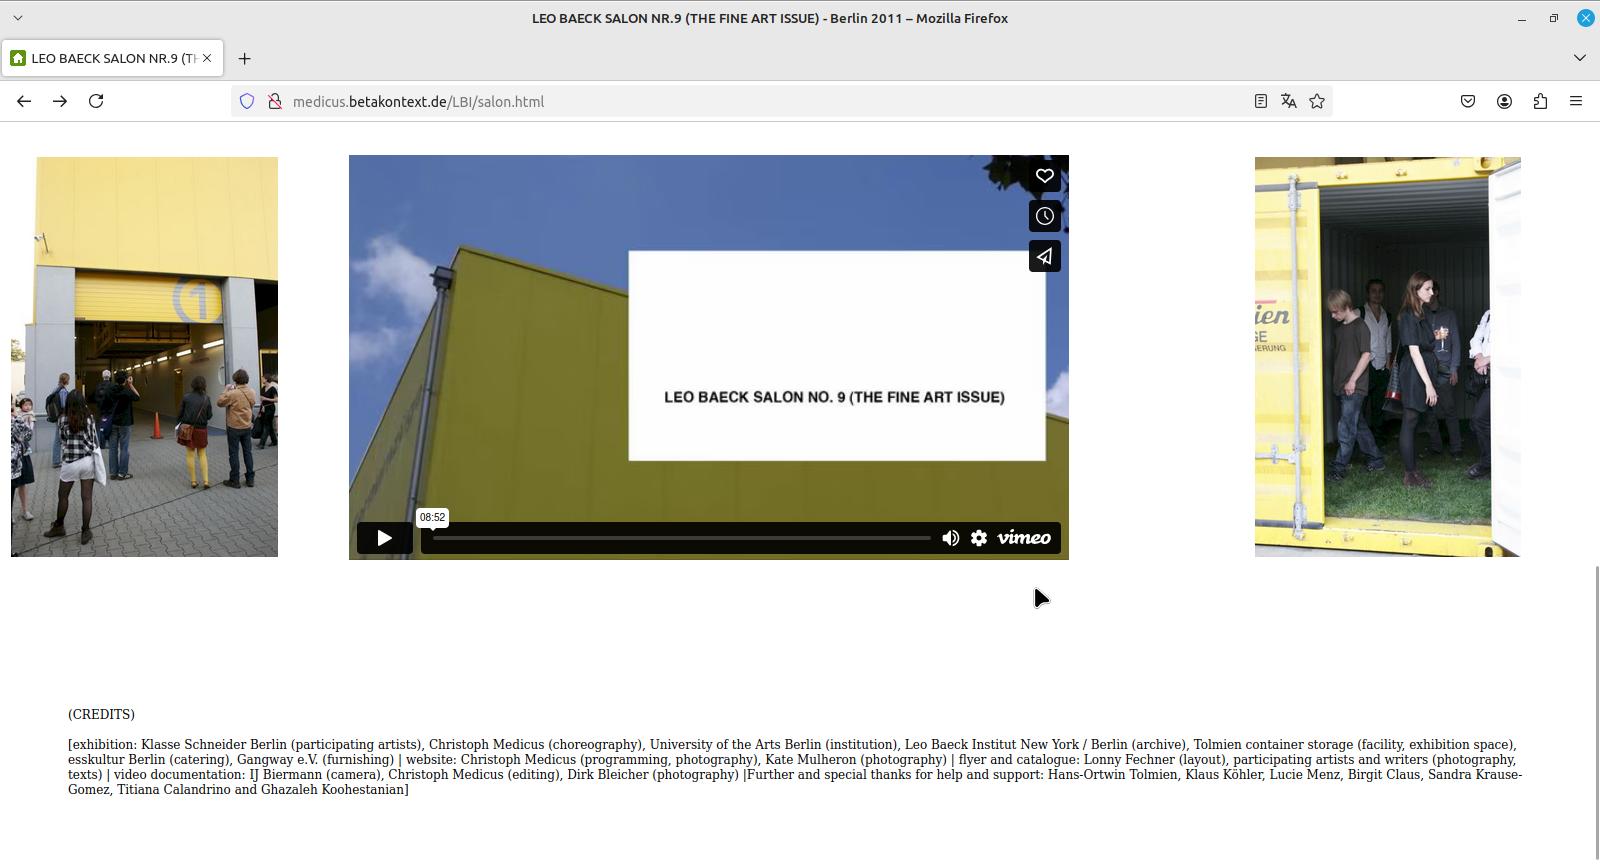 LEO BAECK SALON NR.9 (THE FINE ART ISSUE) - Berlin 2011 – Mozilla Firefox
LEO BAECK SALON NR.9 (TH
medicus.betakontext.de/LBI/salon.html
1
LEO BAECK SALON NO. 9 (THE FINE ART ISSUE)
08:52
vimeo
(CREDITS)
[exhibition: Klasse Schneider Berlin (participating artists), Christoph Medicus (choreography), University of the Arts Berlin (institution), Leo Baeck Institut New York / Berlin (archive), Tolmien container storage (facility, exhibition space),
esskultur Berlin (catering), Gangway e.V. (furnishing) | website: Christoph Medicus (programming, photography), Kate Mulheron (photography) | flyer and catalogue: Lonny Fechner (layout), participating artists and writers (photography,
texts) | video documentation: IJ Biermann (camera), Christoph Medicus (editing), Dirk Bleicher (photography) |Further and special thanks for help and support: Hans-Ortwin Tolmien, Klaus Köhler, Lucie Menz, Birgit Claus, Sandra Krause-
Gomez, Titiana Calandrino and Ghazaleh Koohestanian]